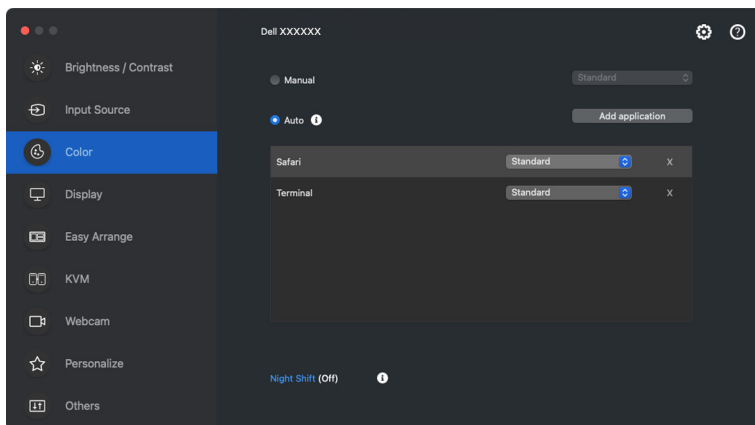 Dell XXXXXX
Brightness / Contrast
Input Source
Color
Display
Easy Arrange
KVM
Webcam
Personalize
Others
Manual
Standard
Auto
Add application
Safari
Standard
X
Terminal
Standard
X
Night Shift (Off)